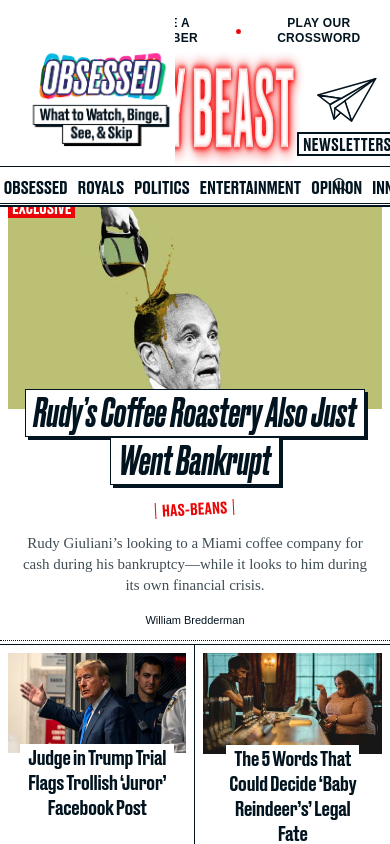 E A
BER
PLAY OUR
CROSSWORD
OBSESSED
What to Watch, Binge,
See, & Skip
Y BEAST
NEWSLETTERS
OBSESSED ROYALS POLITICS ENTERTAINMENT OPINION INN
EXCLUSIVE
Rudy’s Coffee Roastery Also Just
Went Bankrupt
HAS-BEANS
Rudy Giuliani’s looking to a Miami coffee company for
cash during his bankruptcy—while it looks to him during
its own financial crisis.
William Bredderman
Judge in Trump Trial
Flags Trollish ‘Juror’
Facebook Post
The 5 Words That
Could Decide ‘Baby
Reindeer’s’ Legal
Fate